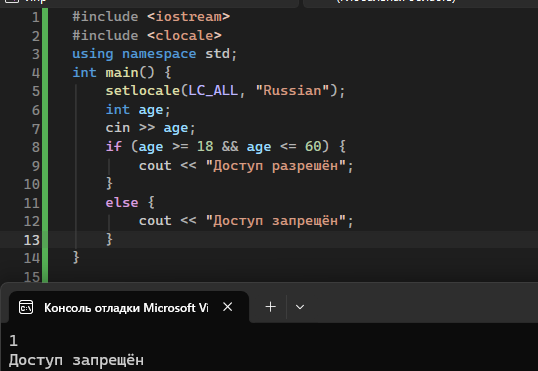 1 #include <iostream>
2 #include <clocale>
3 using namespace std;
4 int main() {
5 setlocale(LC_ALL, "Russian");
6 int age;
7 cin >> age;
8 if (age >= 18 && age <= 60) {
9 cout << "Доступ разрешён";
10 }
11 else {
12 cout << "Доступ запрещён";
13 }
14 }
15
Консоль отладки Microsoft Vi
1
Доступ запрещён